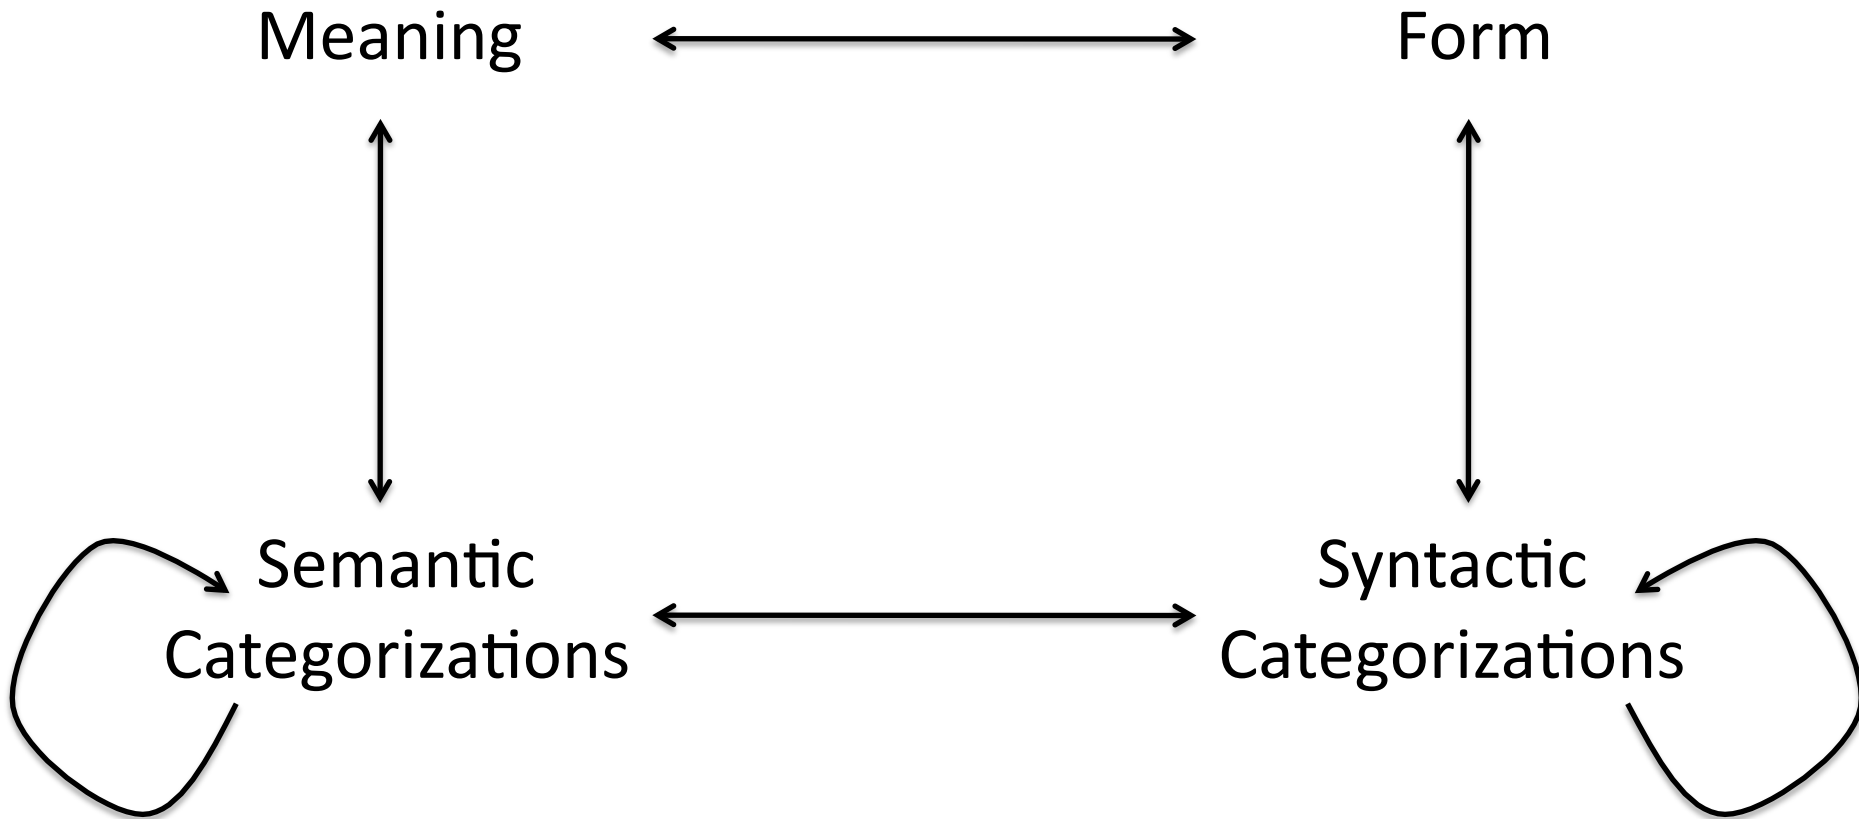 Meaning
Form
Semantic
Categorizations
Syntactic
Categorizations